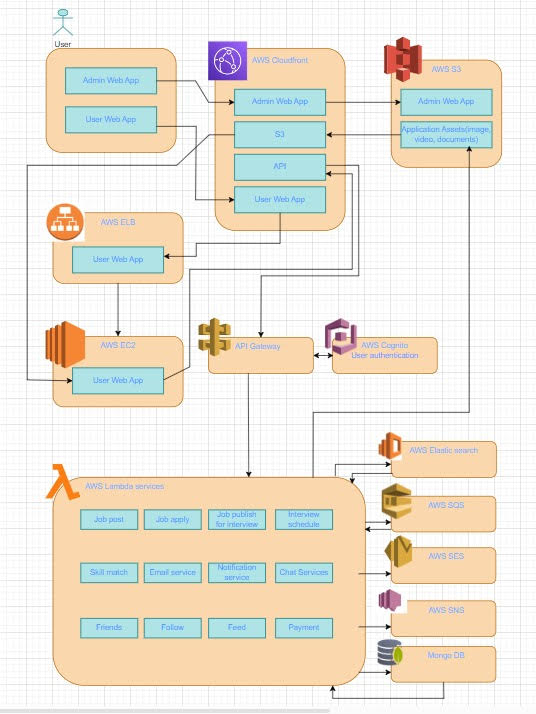 User
Admin Web App
User Web App
AWS Cloudfront
Admin Web App
S3
API
User Web App
AWS S3
Admin Web App
Application Assets(image,
video, documents)
AWS ELB
User Web App
AWS EC2
User Web App
API Gateway
AWS Cognito
User authentication
AWS Lambda services
Job post
Job apply
Job publish
for interview
Interview
schedule
Skill match
Email service
Notification
service
Chat Services
Friends
Follow
Feed
Payment
AWS Elastic search
AWS SQS
AWS SES
AWS SNS
Mongo DB